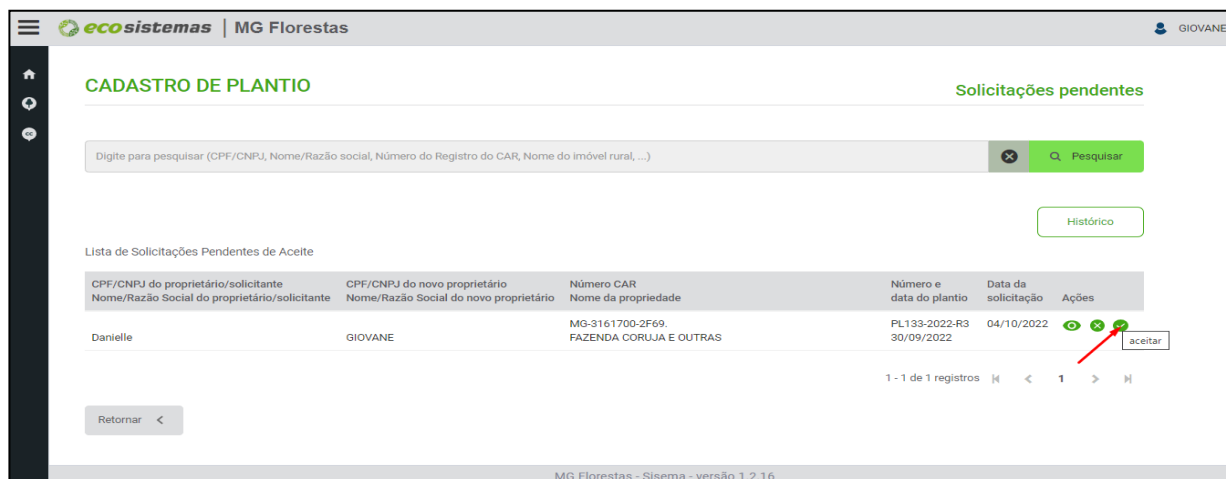 ecosistemas | MG Florestas
GIOVANE
CADASTRO DE PLANTIO
Solicitações pendentes
Digite para pesquisar (CPF/CNPJ, Nome/Razão social, Número do Registro do CAR, Nome do imóvel rural, ...)
Pesquisar
Histórico
Lista de Solicitações Pendentes de Aceite
CPF/CNPJ do proprietário/solicitante CPF/CNPJ do novo proprietário Número CAR Número e Data da
Nome/Razão Social do proprietário/solicitante Nome/Razão Social do novo proprietário Nome da propriedade data do plantio solicitação Ações
MG-3161700-2F69. PL133-2022-R3 04/10/2022
Danielle GIOVANE FAZENDA CORUJA E OUTRAS 30/09/2022
aceitar
1 - 1 de 1 registros 1
Retornar
MG Florestas - Sisema - versão 1.2.16